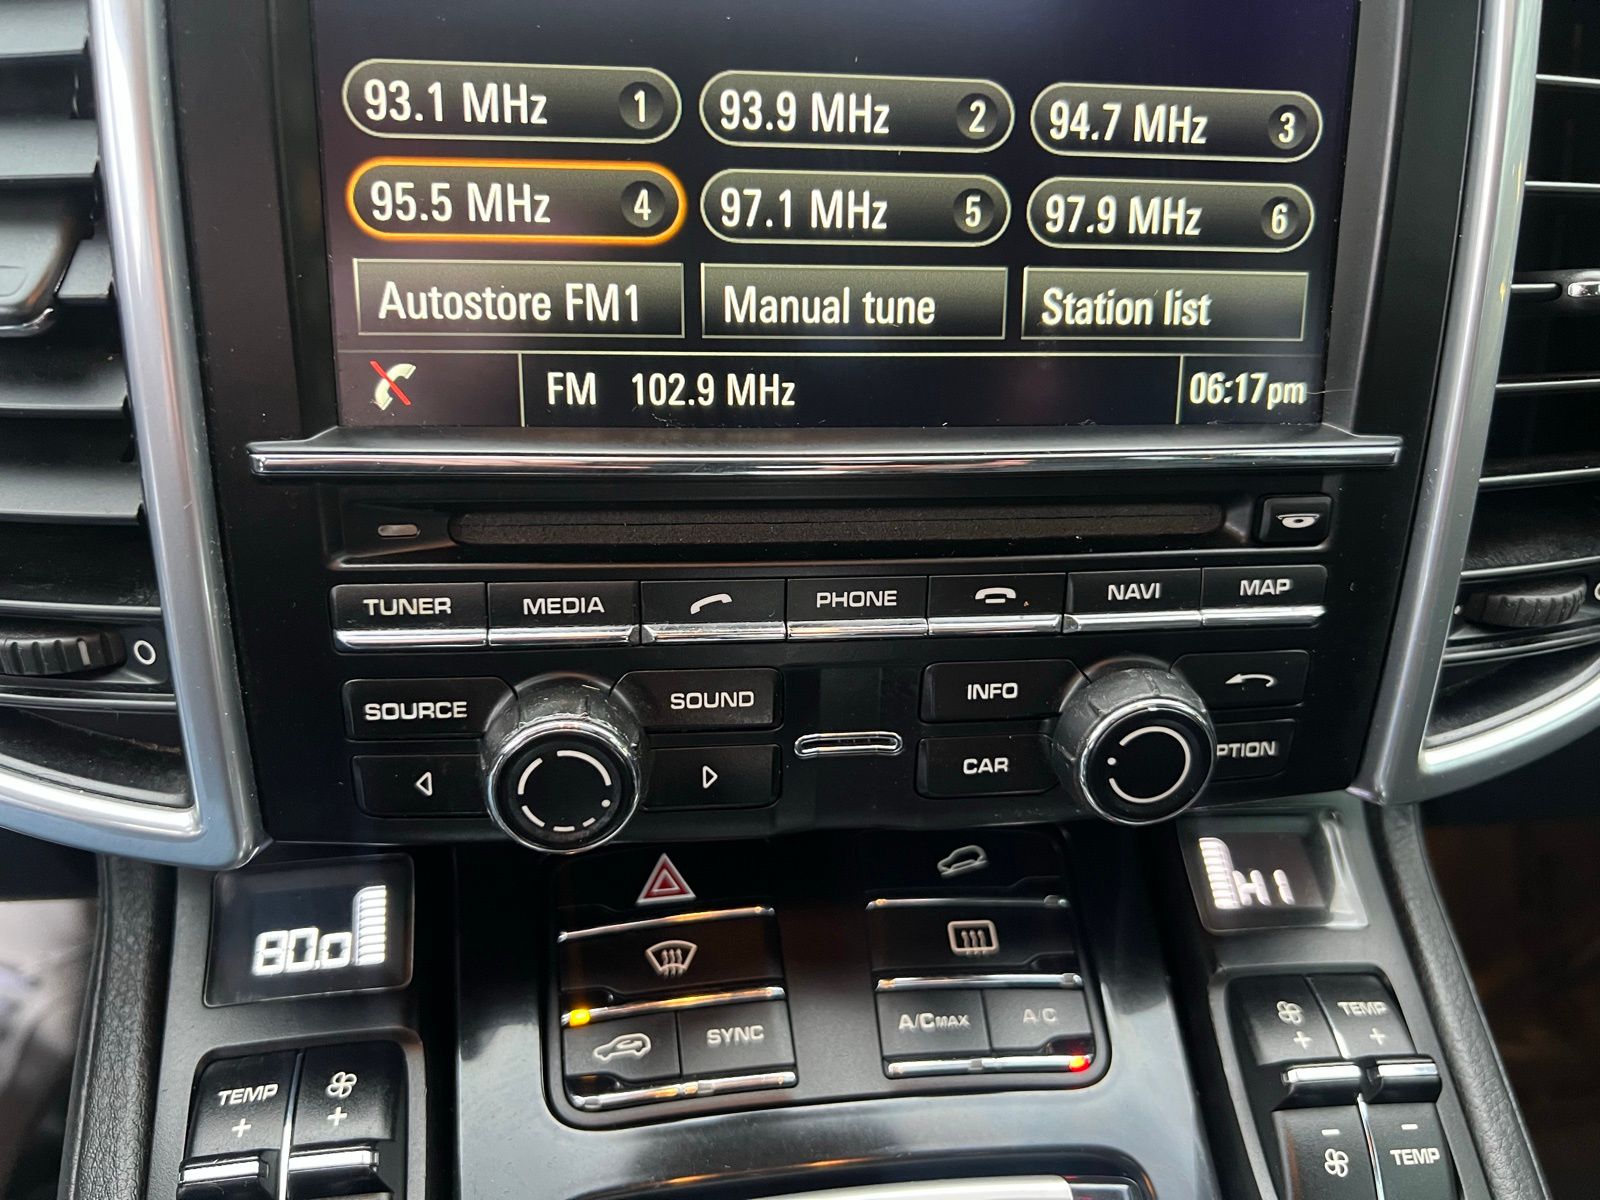 93.1 MHz 1 93.9 MHz 2 94.7 MHz 3
95.5 MHz 4 97.1 MHz 5 97.9 MHz 6
Autostore FM1 Manual tune Station list
FM 102.9 MHz 06:17pm
TUNER MEDIA PHONE NAVI MAP
SOURCE SOUND INFO
CAR PTION
80.0 HI
SYNC A/CMAX A/C
TEMP + + + TEMP +
- - TEMP